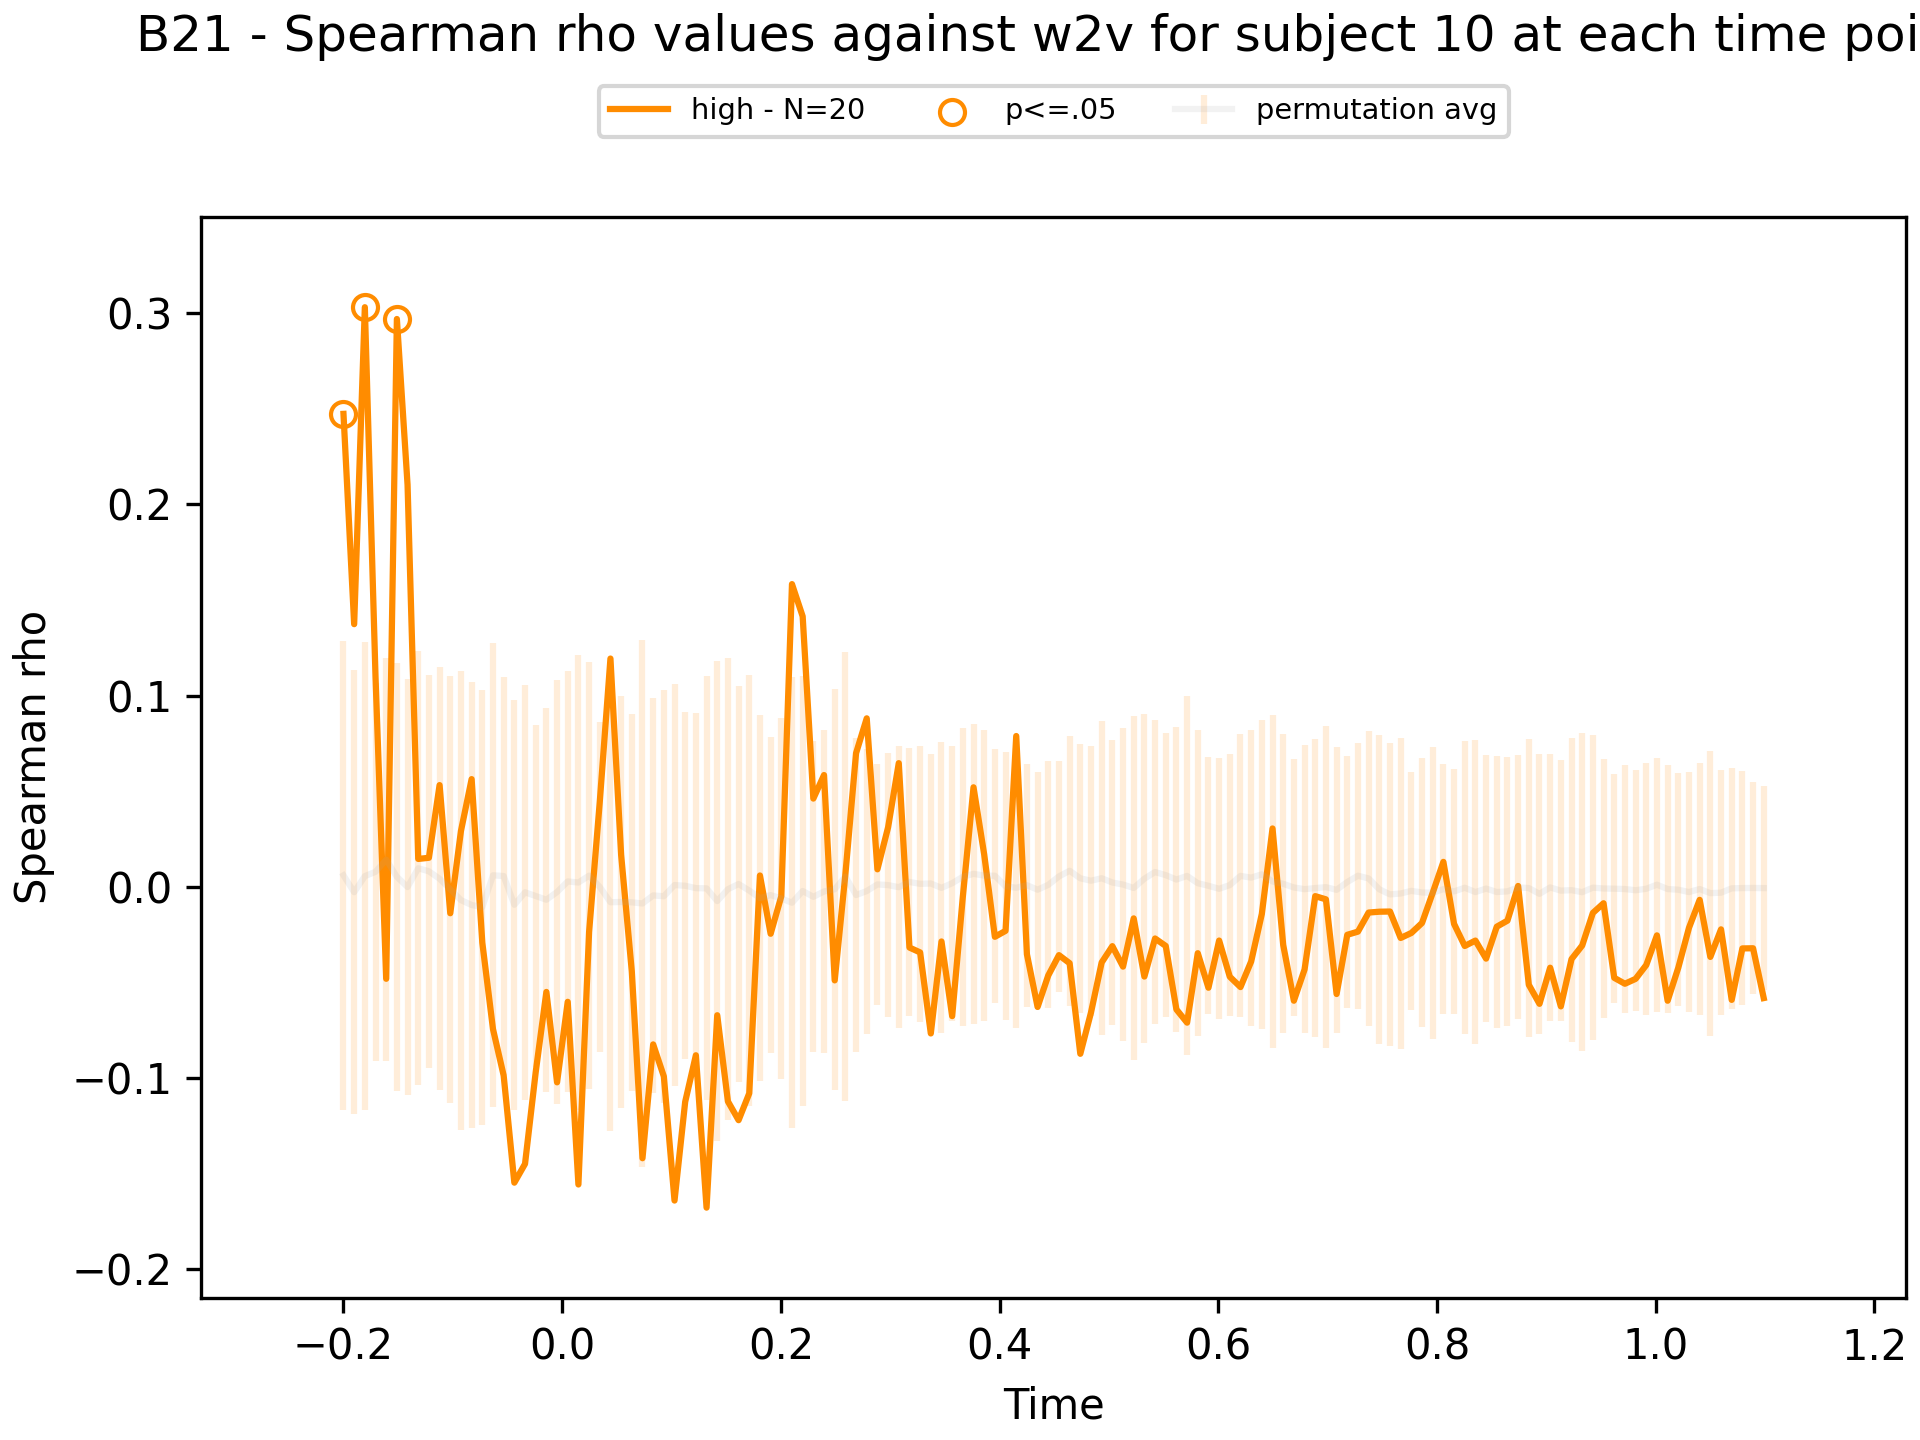 B21 - Spearman rho values against w2v for subject 10 at each time poi
high - N=20 p<=.05 permutation avg
0.3
0.2
0.1
0.0
−0.1
−0.2
Spearman rho
−0.2 0.0 0.2 0.4 0.6 0.8 1.0 1.2
Time